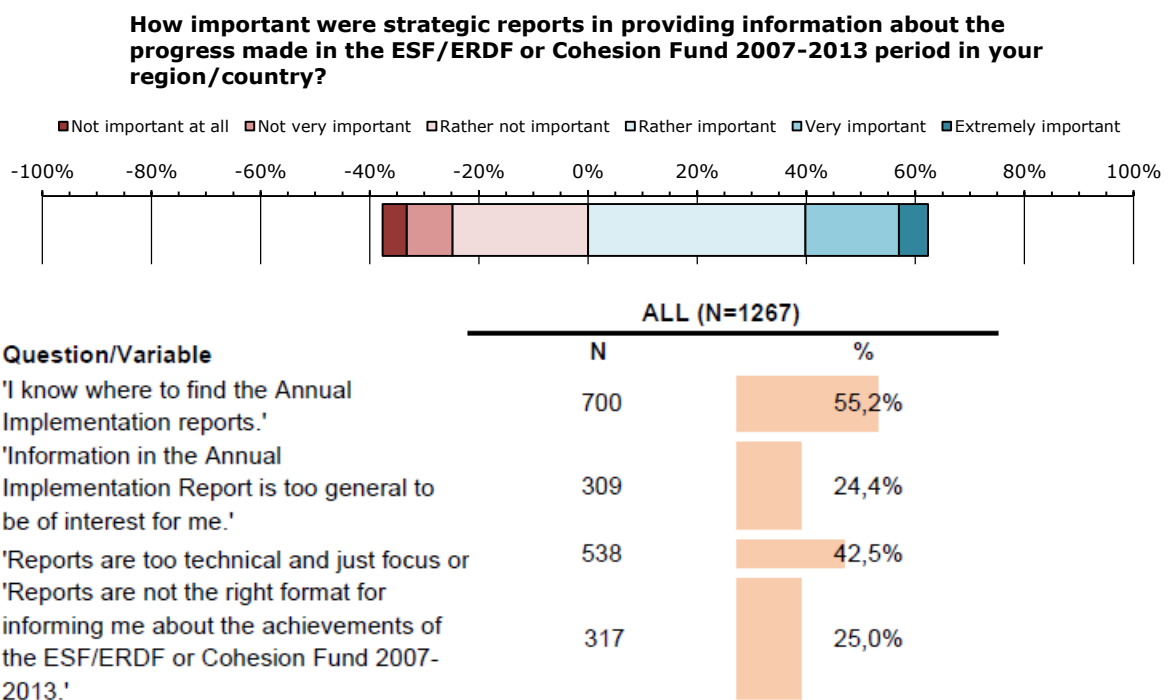 How important were strategic reports in providing information about the
progress made in the ESF/ERDF or Cohesion Fund 2007-2013 period in your
region/country?
Not important at all Not very important Rather not important Rather important Very important Extremely important
-100% -80% -60% -40% -20% 0% 20% 40% 60% 80% 100%
ALL (N=1267)
Question/Variable N %
'I know where to find the Annual
Implementation reports.' 700 55,2%
'Information in the Annual
Implementation Report is too general to
be of interest for me.' 309 24,4%
'Reports are too technical and just focus or 538 42,5%
'Reports are not the right format for
informing me about the achievements of
the ESF/ERDF or Cohesion Fund 2007-
2013.' 317 25,0%